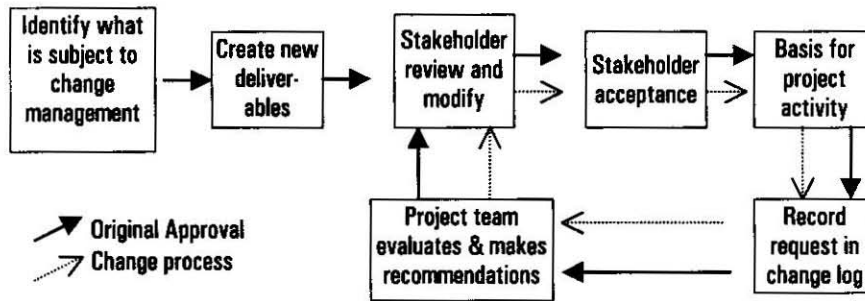 Identify what
is subject to
change
management
Create new
deliver-
ables
Stakeholder
review and
modify
Stakeholder
acceptance
Basis for
project
activity
Original Approval
Change process
Project team
evaluates & makes
recommendations
Record
request in
change log